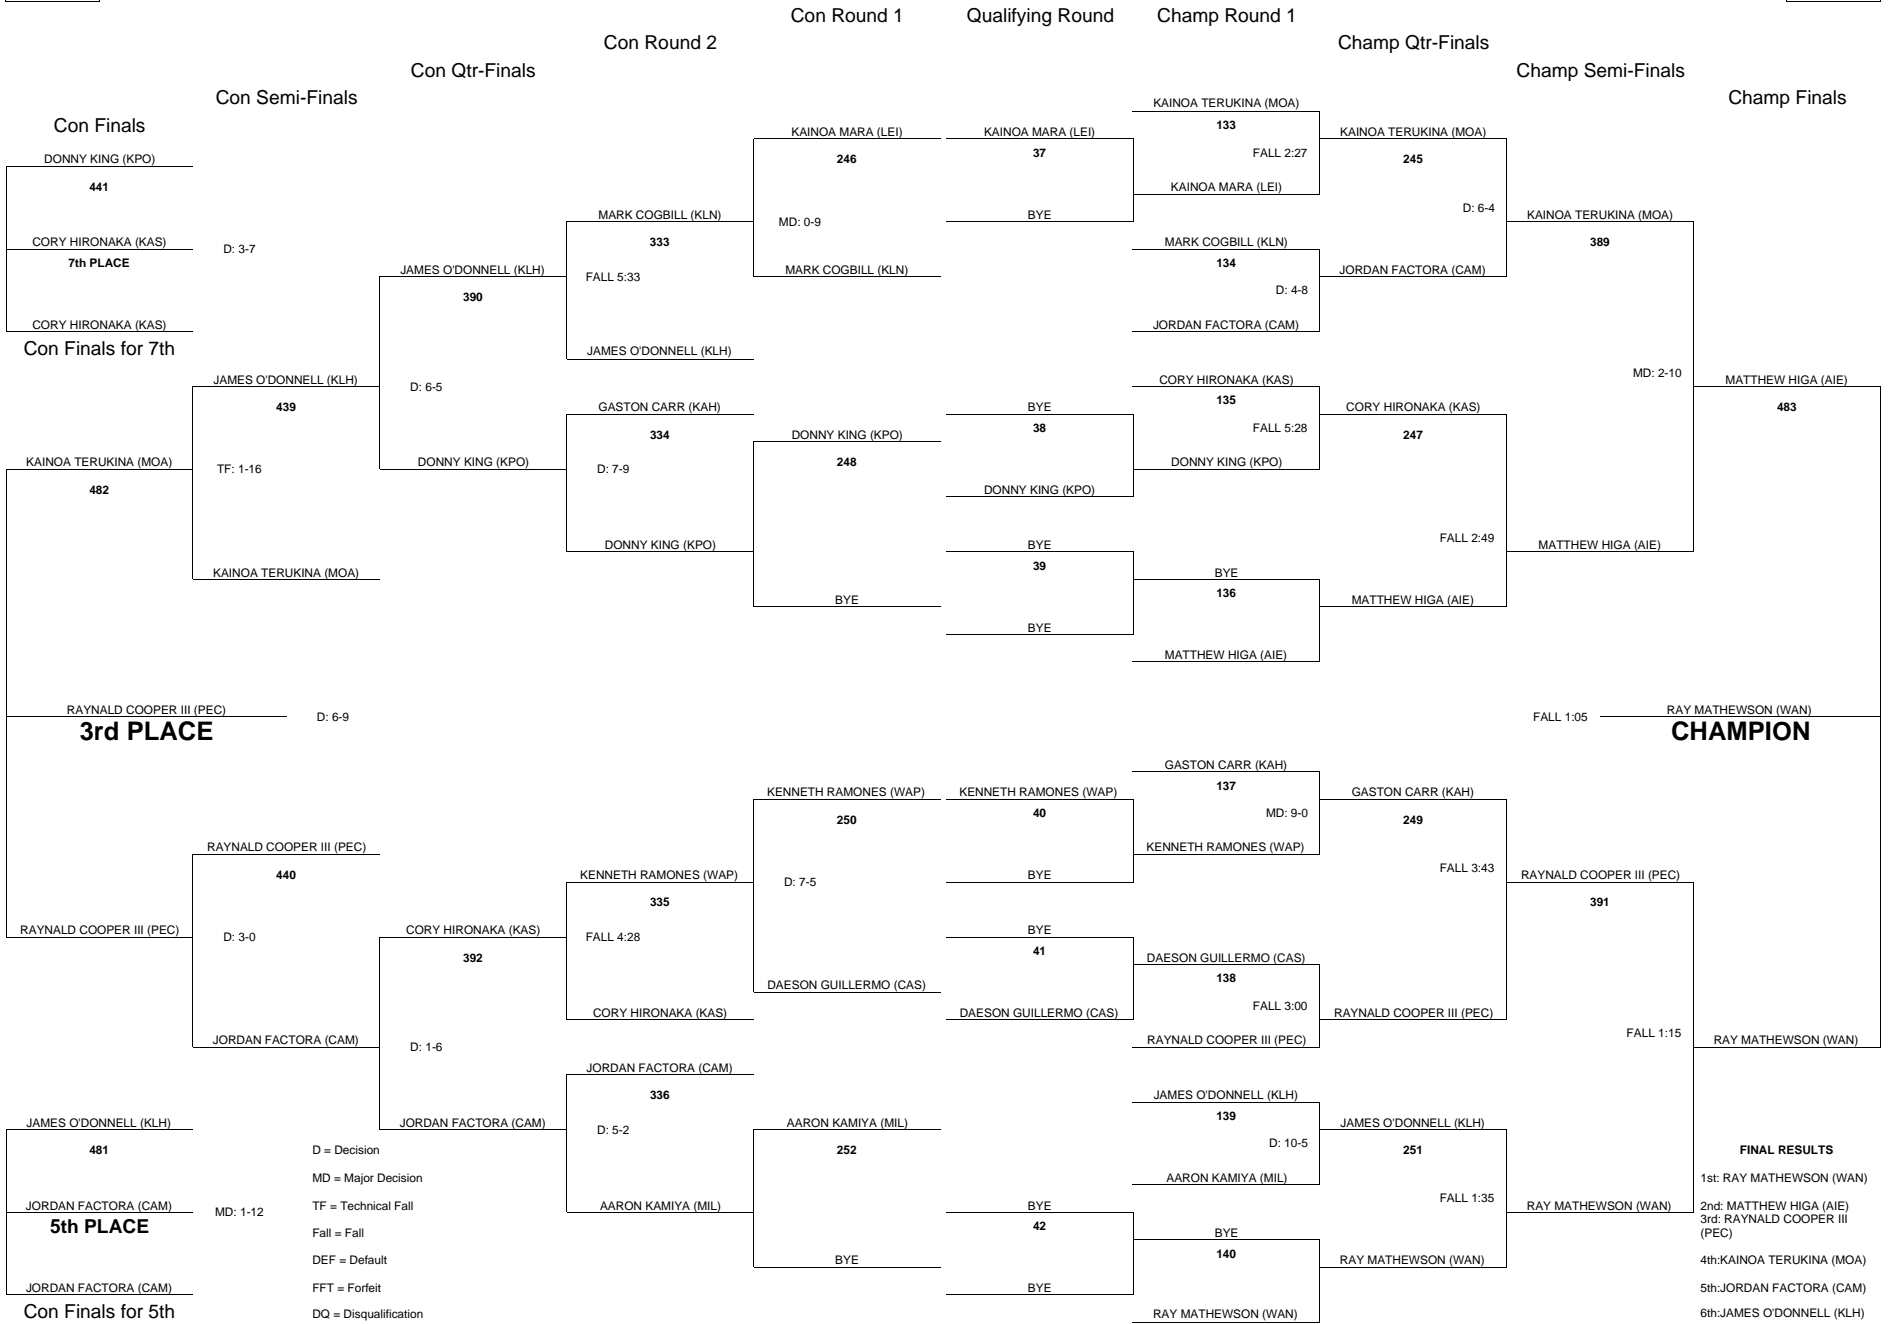 Con Round 1
Qualifying Round
Champ Round 1
Con Round 2
Champ Qtr-Finals
Con Qtr-Finals
Champ Semi-Finals
Con Semi-Finals
Champ Finals
Con Finals
DONNY KING (KPO)
441
CORY HIRONAKA (KAS)
7th PLACE
D: 3-7
CORY HIRONAKA (KAS)
Con Finals for 7th
KAINOA TERUKINA (MOA)
482
RAYNALD COOPER III (PEC)
3rd PLACE
D: 6-9
RAYNALD COOPER III (PEC)
JAMES O'DONNELL (KLH)
481
JORDAN FACTORA (CAM)
5th PLACE
MD: 1-12
JORDAN FACTORA (CAM)
Con Finals for 5th
JAMES O'DONNELL (KLH)
439
TF: 1-16
KAINOA TERUKINA (MOA)
RAYNALD COOPER III (PEC)
440
D: 3-0
JORDAN FACTORA (CAM)
D = Decision
MD = Major Decision
TF = Technical Fall
Fall = Fall
DEF = Default
FFT = Forfeit
DQ = Disqualification
JAMES O'DONNELL (KLH)
390
D: 6-5
DONNY KING (KPO)
CORY HIRONAKA (KAS)
392
D: 1-6
JORDAN FACTORA (CAM)
MARK COGBILL (KLN)
333
FALL 5:33
JAMES O'DONNELL (KLH)
GASTON CARR (KAH)
334
D: 7-9
DONNY KING (KPO)
KENNETH RAMONES (WAP)
335
FALL 4:28
CORY HIRONAKA (KAS)
JORDAN FACTORA (CAM)
336
D: 5-2
AARON KAMIYA (MIL)
KAINOA MARA (LEI)
246
MD: 0-9
MARK COGBILL (KLN)
DONNY KING (KPO)
248
BYE
KENNETH RAMONES (WAP)
250
D: 7-5
DAESON GUILLERMO (CAS)
AARON KAMIYA (MIL)
252
BYE
KAINOA MARA (LEI)
37
BYE
BYE
38
DONNY KING (KPO)
BYE
39
BYE
KENNETH RAMONES (WAP)
40
BYE
BYE
41
DAESON GUILLERMO (CAS)
BYE
42
BYE
KAINOA TERUKINA (MOA)
133
FALL 2:27
KAINOA MARA (LEI)
MARK COGBILL (KLN)
134
D: 4-8
JORDAN FACTORA (CAM)
CORY HIRONAKA (KAS)
135
FALL 5:28
DONNY KING (KPO)
BYE
136
MATTHEW HIGA (AIE)
GASTON CARR (KAH)
137
MD: 9-0
KENNETH RAMONES (WAP)
DAESON GUILLERMO (CAS)
138
FALL 3:00
RAYNALD COOPER III (PEC)
JAMES O'DONNELL (KLH)
139
D: 10-5
AARON KAMIYA (MIL)
BYE
140
RAY MATHEWSON (WAN)
KAINOA TERUKINA (MOA)
245
D: 6-4
JORDAN FACTORA (CAM)
CORY HIRONAKA (KAS)
247
FALL 2:49
MATTHEW HIGA (AIE)
GASTON CARR (KAH)
249
FALL 3:43
RAYNALD COOPER III (PEC)
JAMES O'DONNELL (KLH)
251
FALL 1:35
RAY MATHEWSON (WAN)
KAINOA TERUKINA (MOA)
389
MD: 2-10
MATTHEW HIGA (AIE)
RAYNALD COOPER III (PEC)
391
FALL 1:15
RAY MATHEWSON (WAN)
MATTHEW HIGA (AIE)
483
FALL 1:05
RAY MATHEWSON (WAN)
CHAMPION
RAY MATHEWSON (WAN)
FINAL RESULTS
1st: RAY MATHEWSON (WAN)
2nd: MATTHEW HIGA (AIE)
3rd: RAYNALD COOPER III
(PEC)
4th:KAINOA TERUKINA (MOA)
5th:JORDAN FACTORA (CAM)
6th:JAMES O'DONNELL (KLH)